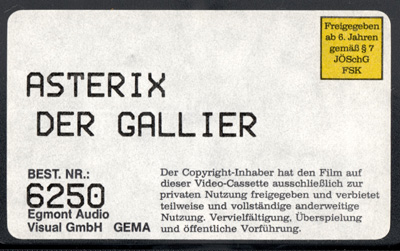 Freigegeben
ab 6. Jahren
gemäß § 7
JÖSchG
FSK
ASTERIX
DER GALLIER
BEST. NR.:
6250
Egmont Audio
Visual GmbH GEMA
Der Copyright-Inhaber hat den Film auf
dieser Video-Cassette ausschließlich zur
privaten Nutzung freigegeben und verbietet
teilweise und vollständige anderweitige
Nutzung. Vervielfältigung, Überspielung
und öffentliche Vorführung.